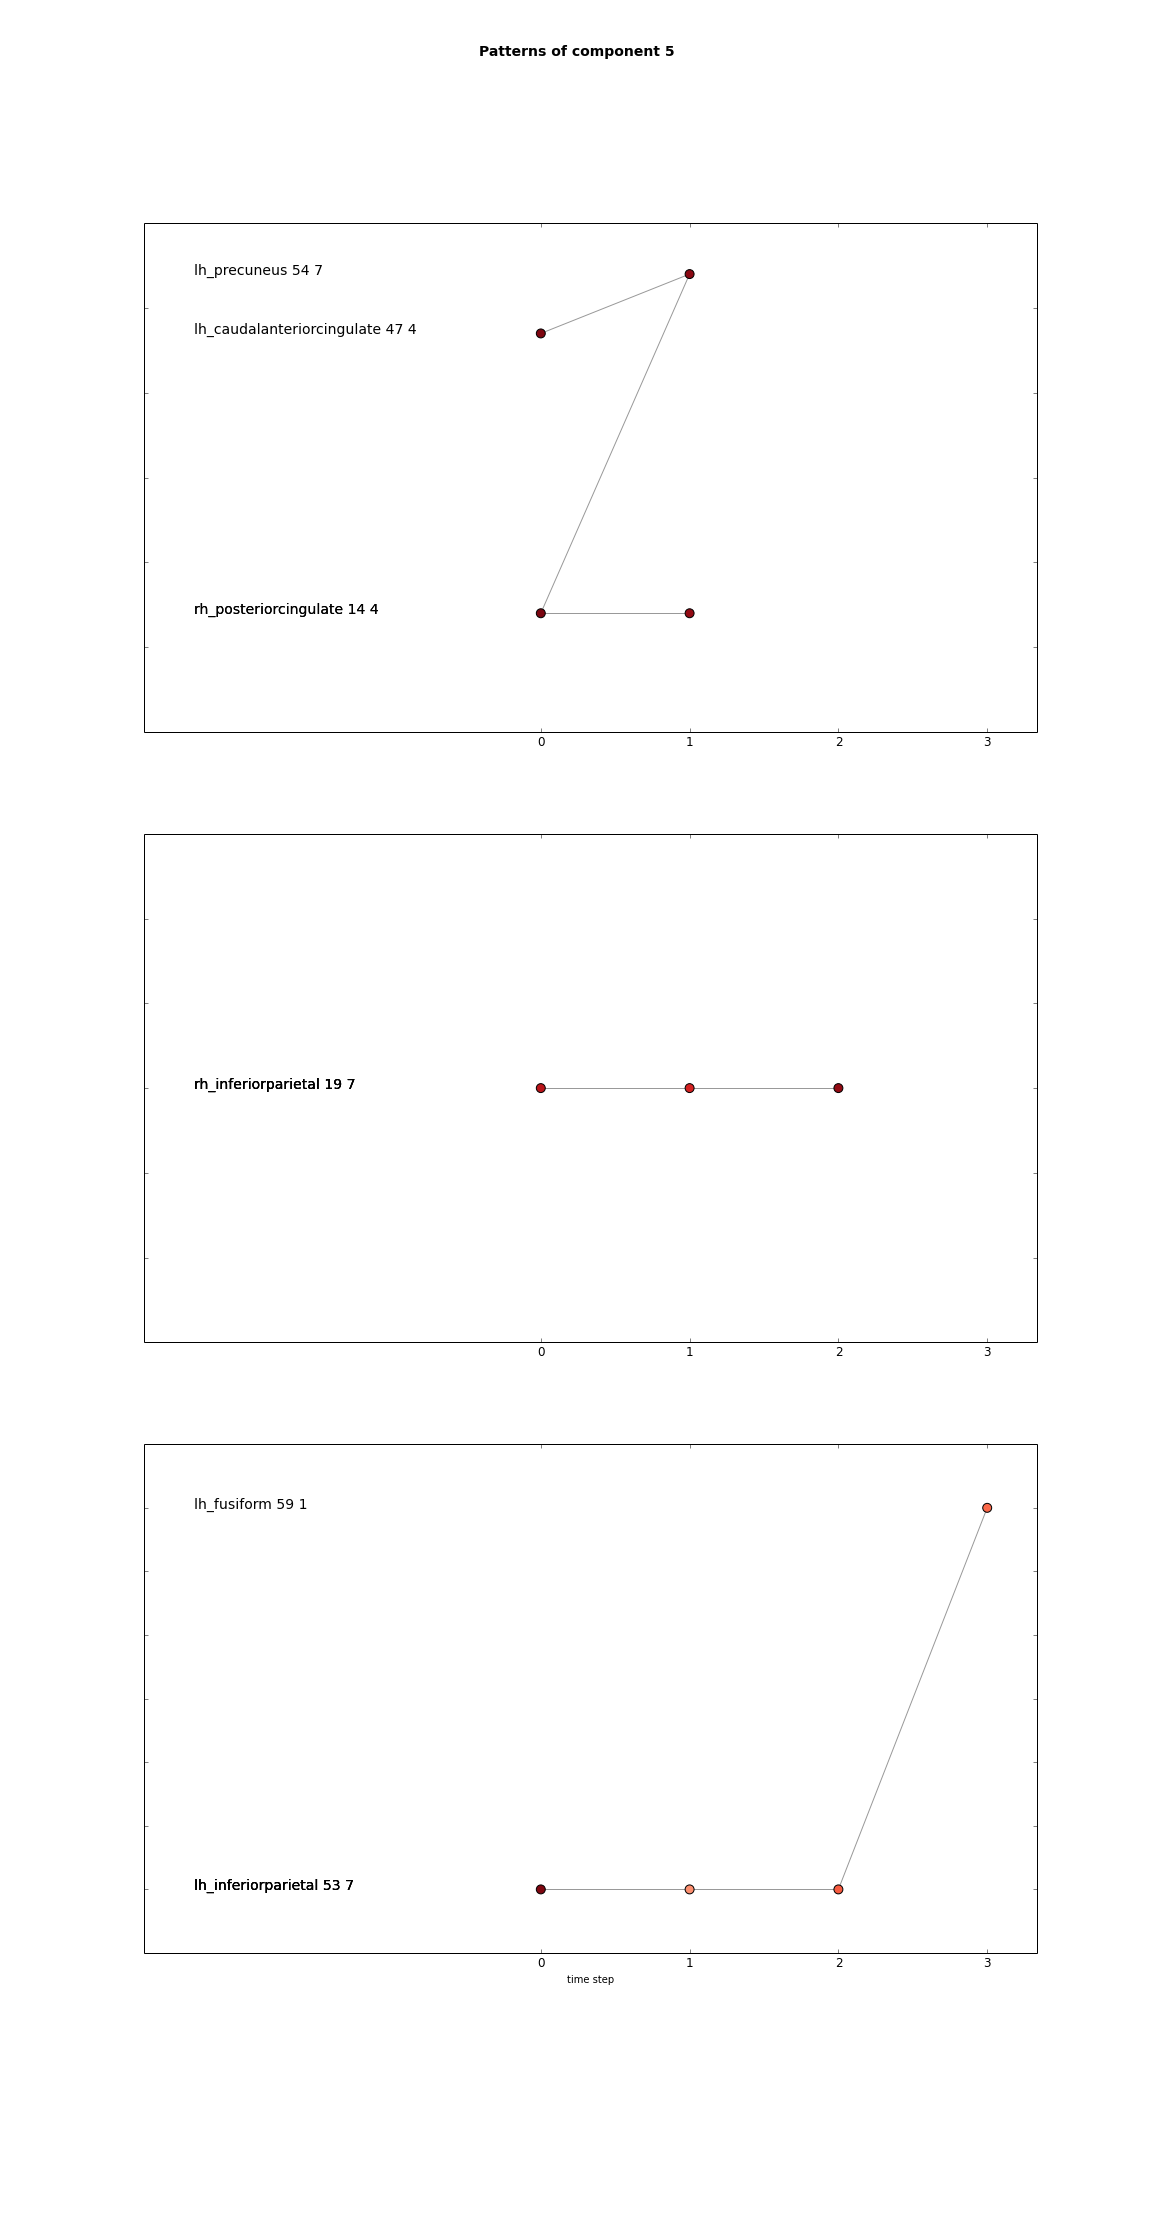 Patterns of component 5
lh_precuneus 54 7
lh_caudalanteriorcingulate 47 4
rh_posteriorcingulate 14 4
0 1 2 3
rh_inferiorparietal 19 7
0 1 2 3
lh_fusiform 59 1
lh_inferiorparietal 53 7
0 1 2 3
time step